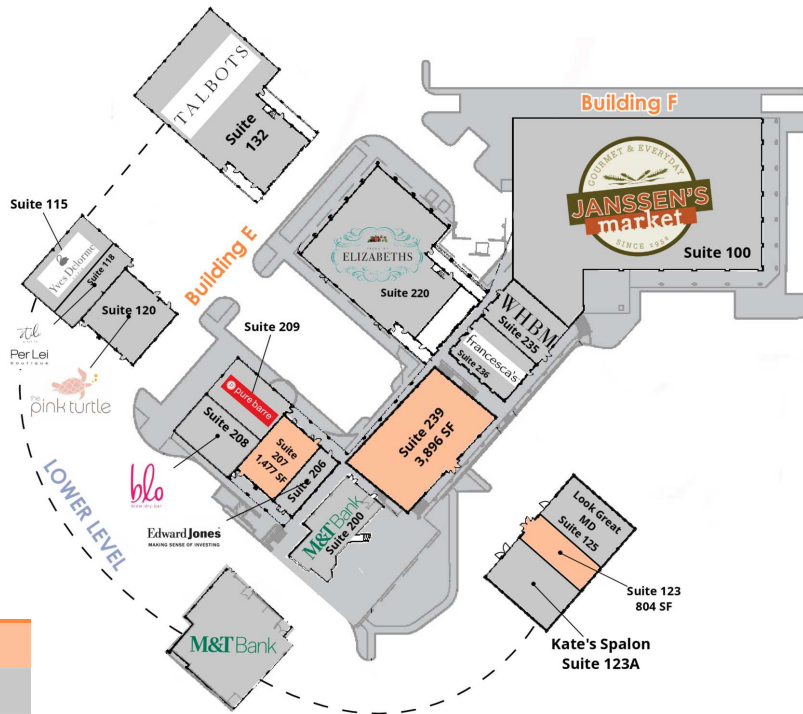 TALBOTS
Suite
132
Building F
GOURMET & EVERYDAY
JANSSEN'S
market
SINCE 1952
Suite 100
Suite 115
Yves Delorme
Suite 118
Suite 120
Building E
ELIZABETHS
Suite 220
WHBM
Suite 235
francesca's
Suite 236
Per Lei
boutique
the
pink turtle
Suite 209
pure barre
Suite 208
Suite
207
1,477 SF
Suite 206
Suite 239
3,896 SF
blo
blow dry bar
Edward Jones
MAKING SENSE OF INVESTING
M&T Bank
Suite 200
LOWER LEVEL
Look Great
MD
Suite 125
Suite 123
804 SF
Kate's Spalon
Suite 123A
M&T Bank